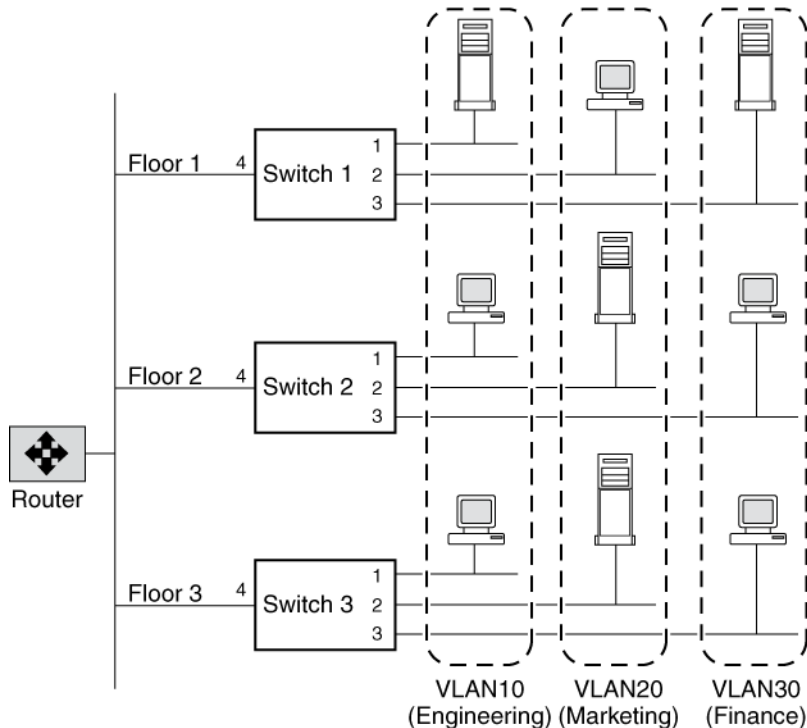 1
Floor 1 4 Switch 1 2
3
1
Floor 2 4 Switch 2 2
3
Router
1
Floor 3 4 Switch 3 2
3
VLAN10 VLAN20 VLAN30
(Engineering) (Marketing) (Finance)